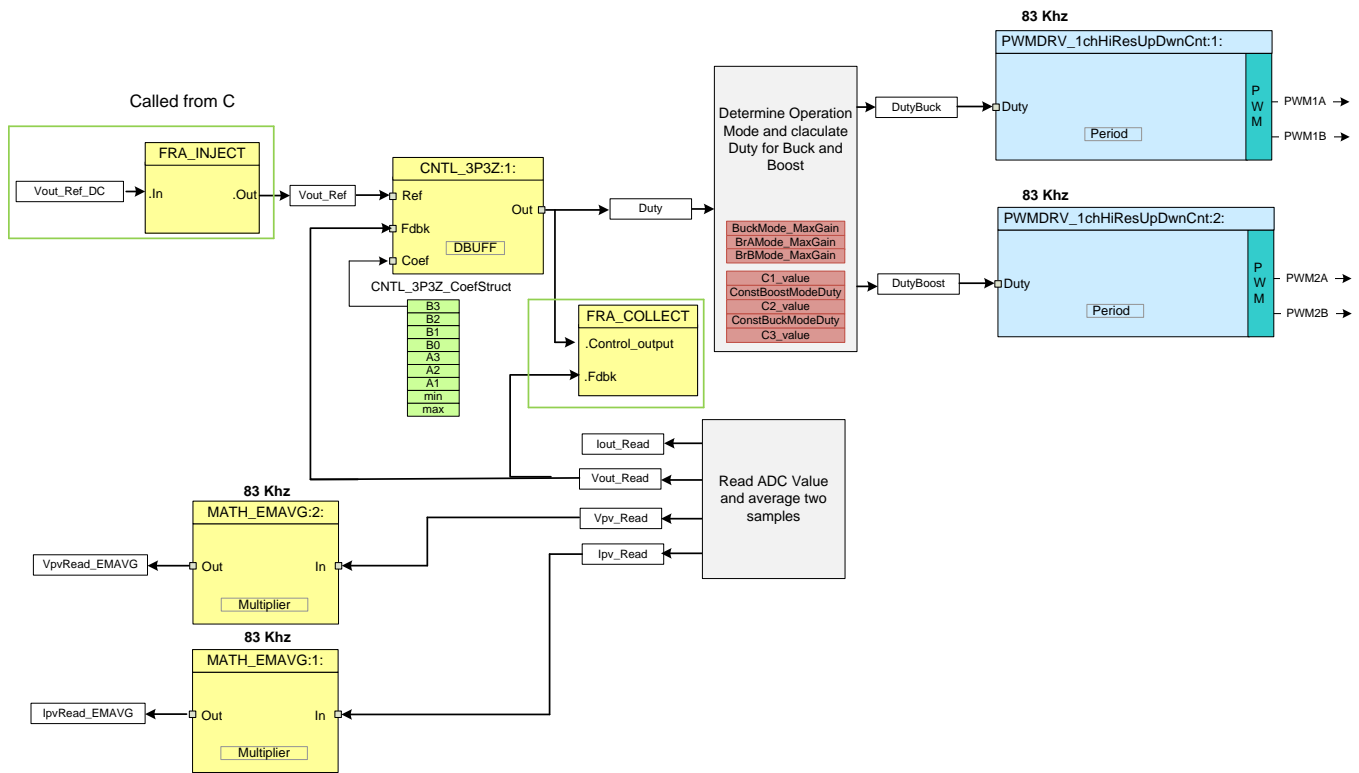 83 Khz
PWMDRV_1chHiResUpDwnCnt:1:
Duty
Period
P
W
M
PWM1A
PWM1B
Called from C
FRA_INJECT
Vout_Ref_DC
.In
.Out
Vout_Ref
CNTL_3P3Z:1:
Ref
Fdbk
Coef
Out
DBUFF
CNTL_3P3Z_CoefStruct
B3
B2
B1
B0
A3
A2
A1
min
max
Duty
Determine Operation
Mode and claculate
Duty for Buck and
Boost
BuckMode_MaxGain
BrAMode_MaxGain
BrBMode_MaxGain
C1_value
ConstBoostModeDuty
C2_value
ConstBuckModeDuty
C3_value
DutyBuck
DutyBoost
83 Khz
PWMDRV_1chHiResUpDwnCnt:2:
Duty
Period
P
W
M
PWM2A
PWM2B
FRA_COLLECT
.Control_output
.Fdbk
Iout_Read
Vout_Read
Vpv_Read
Ipv_Read
Read ADC Value
and average two
samples
83 Khz
MATH_EMAVG:2:
VpvRead_EMAVG
Out
In
Multiplier
83 Khz
MATH_EMAVG:1:
IpvRead_EMAVG
Out
In
Multiplier